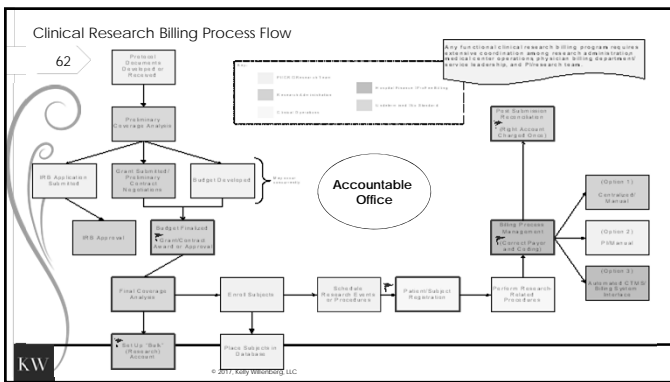 Clinical Research Billing Process Flow
62
Protocol
Documents
Developed or
Received
Any functional clinical research billing program requires
extensive coordination among research administration
medical center operations, physician billing department/
service leadership, and PI/research team.
Preliminary
Coverage Analysis
Post Submission
Reconciliation
(Right Account
Charged Once)
IRB Application
Submitted
Grant Submitted/
Preliminary
Contract
Negotiations
Budget Developed
Accountable
Office
(Option 1)
Centralized/
Manual
IRB Approval
Budget Finalized
Grant/Contract
Award or Approval
Billing Process
Management
(Correct Payer
and Coding)
(Option 2)
PI/Manual
(Option 3)
Automated CTMS/
Billing System
Interface
Final Coverage
Analysis
Enroll Subjects
Schedule
Research Events
or Procedures
Patient/Subject
Registration
Perform Research-
Related
Procedures
Set Up "Bulk"
(Research)
Account
Place Subjects in
Database
KW
© 2017, Kelly Willenberg, LLC